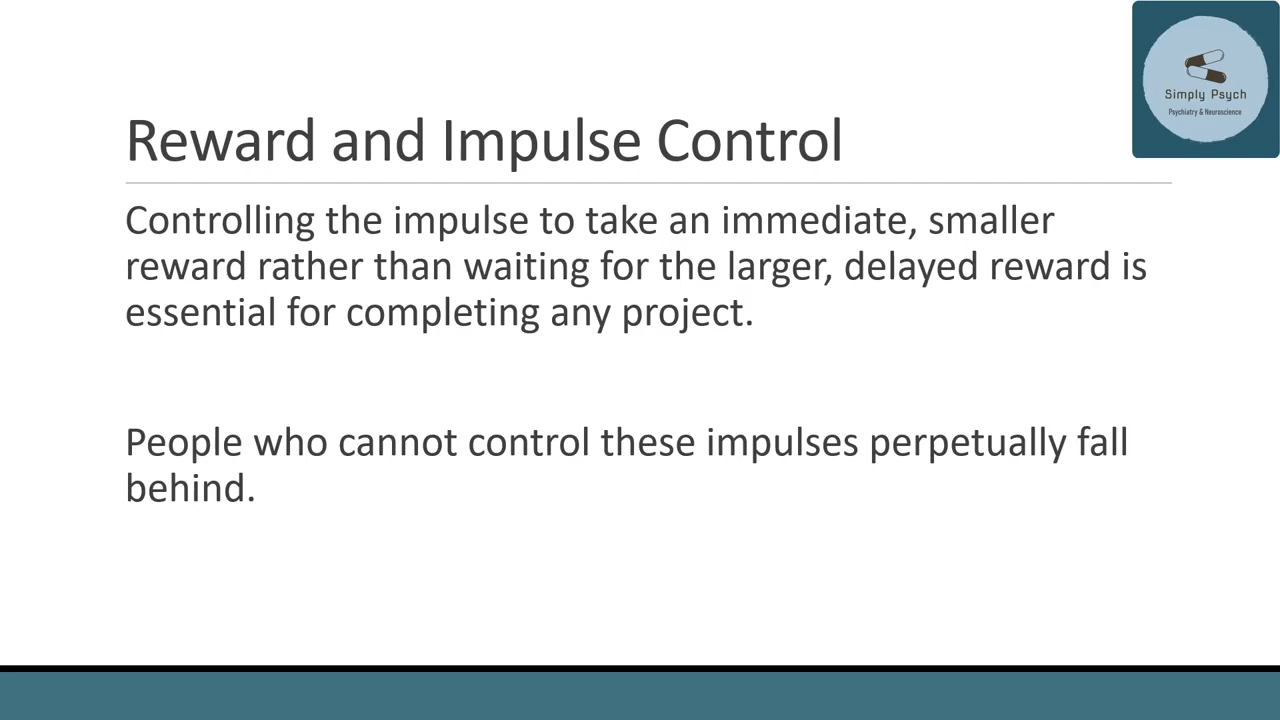 Simply Psych
Psychiatry & Neuroscience
Reward and Impulse Control
Controlling the impulse to take an immediate, smaller
reward rather than waiting for the larger, delayed reward is
essential for completing any project.
People who cannot control these impulses perpetually fall
behind.